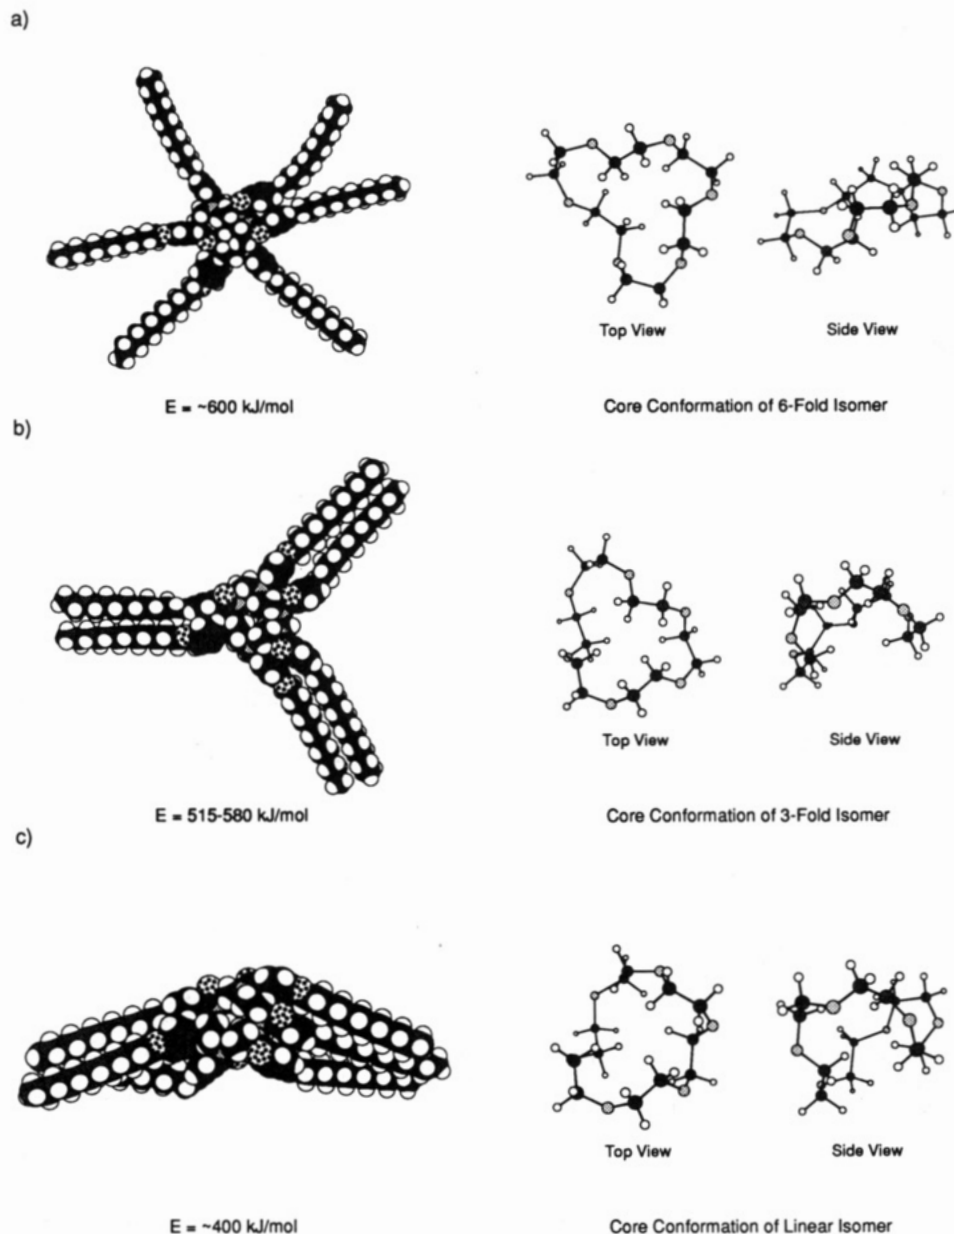 a)
Top View
Side View
E = ~600 kJ/mol
Core Conformation of 6-Fold Isomer
b)
Top View
Side View
E = 515-580 kJ/mol
Core Conformation of 3-Fold Isomer
c)
Top View
Side View
E = ~400 kJ/mol
Core Conformation of Linear Isomer